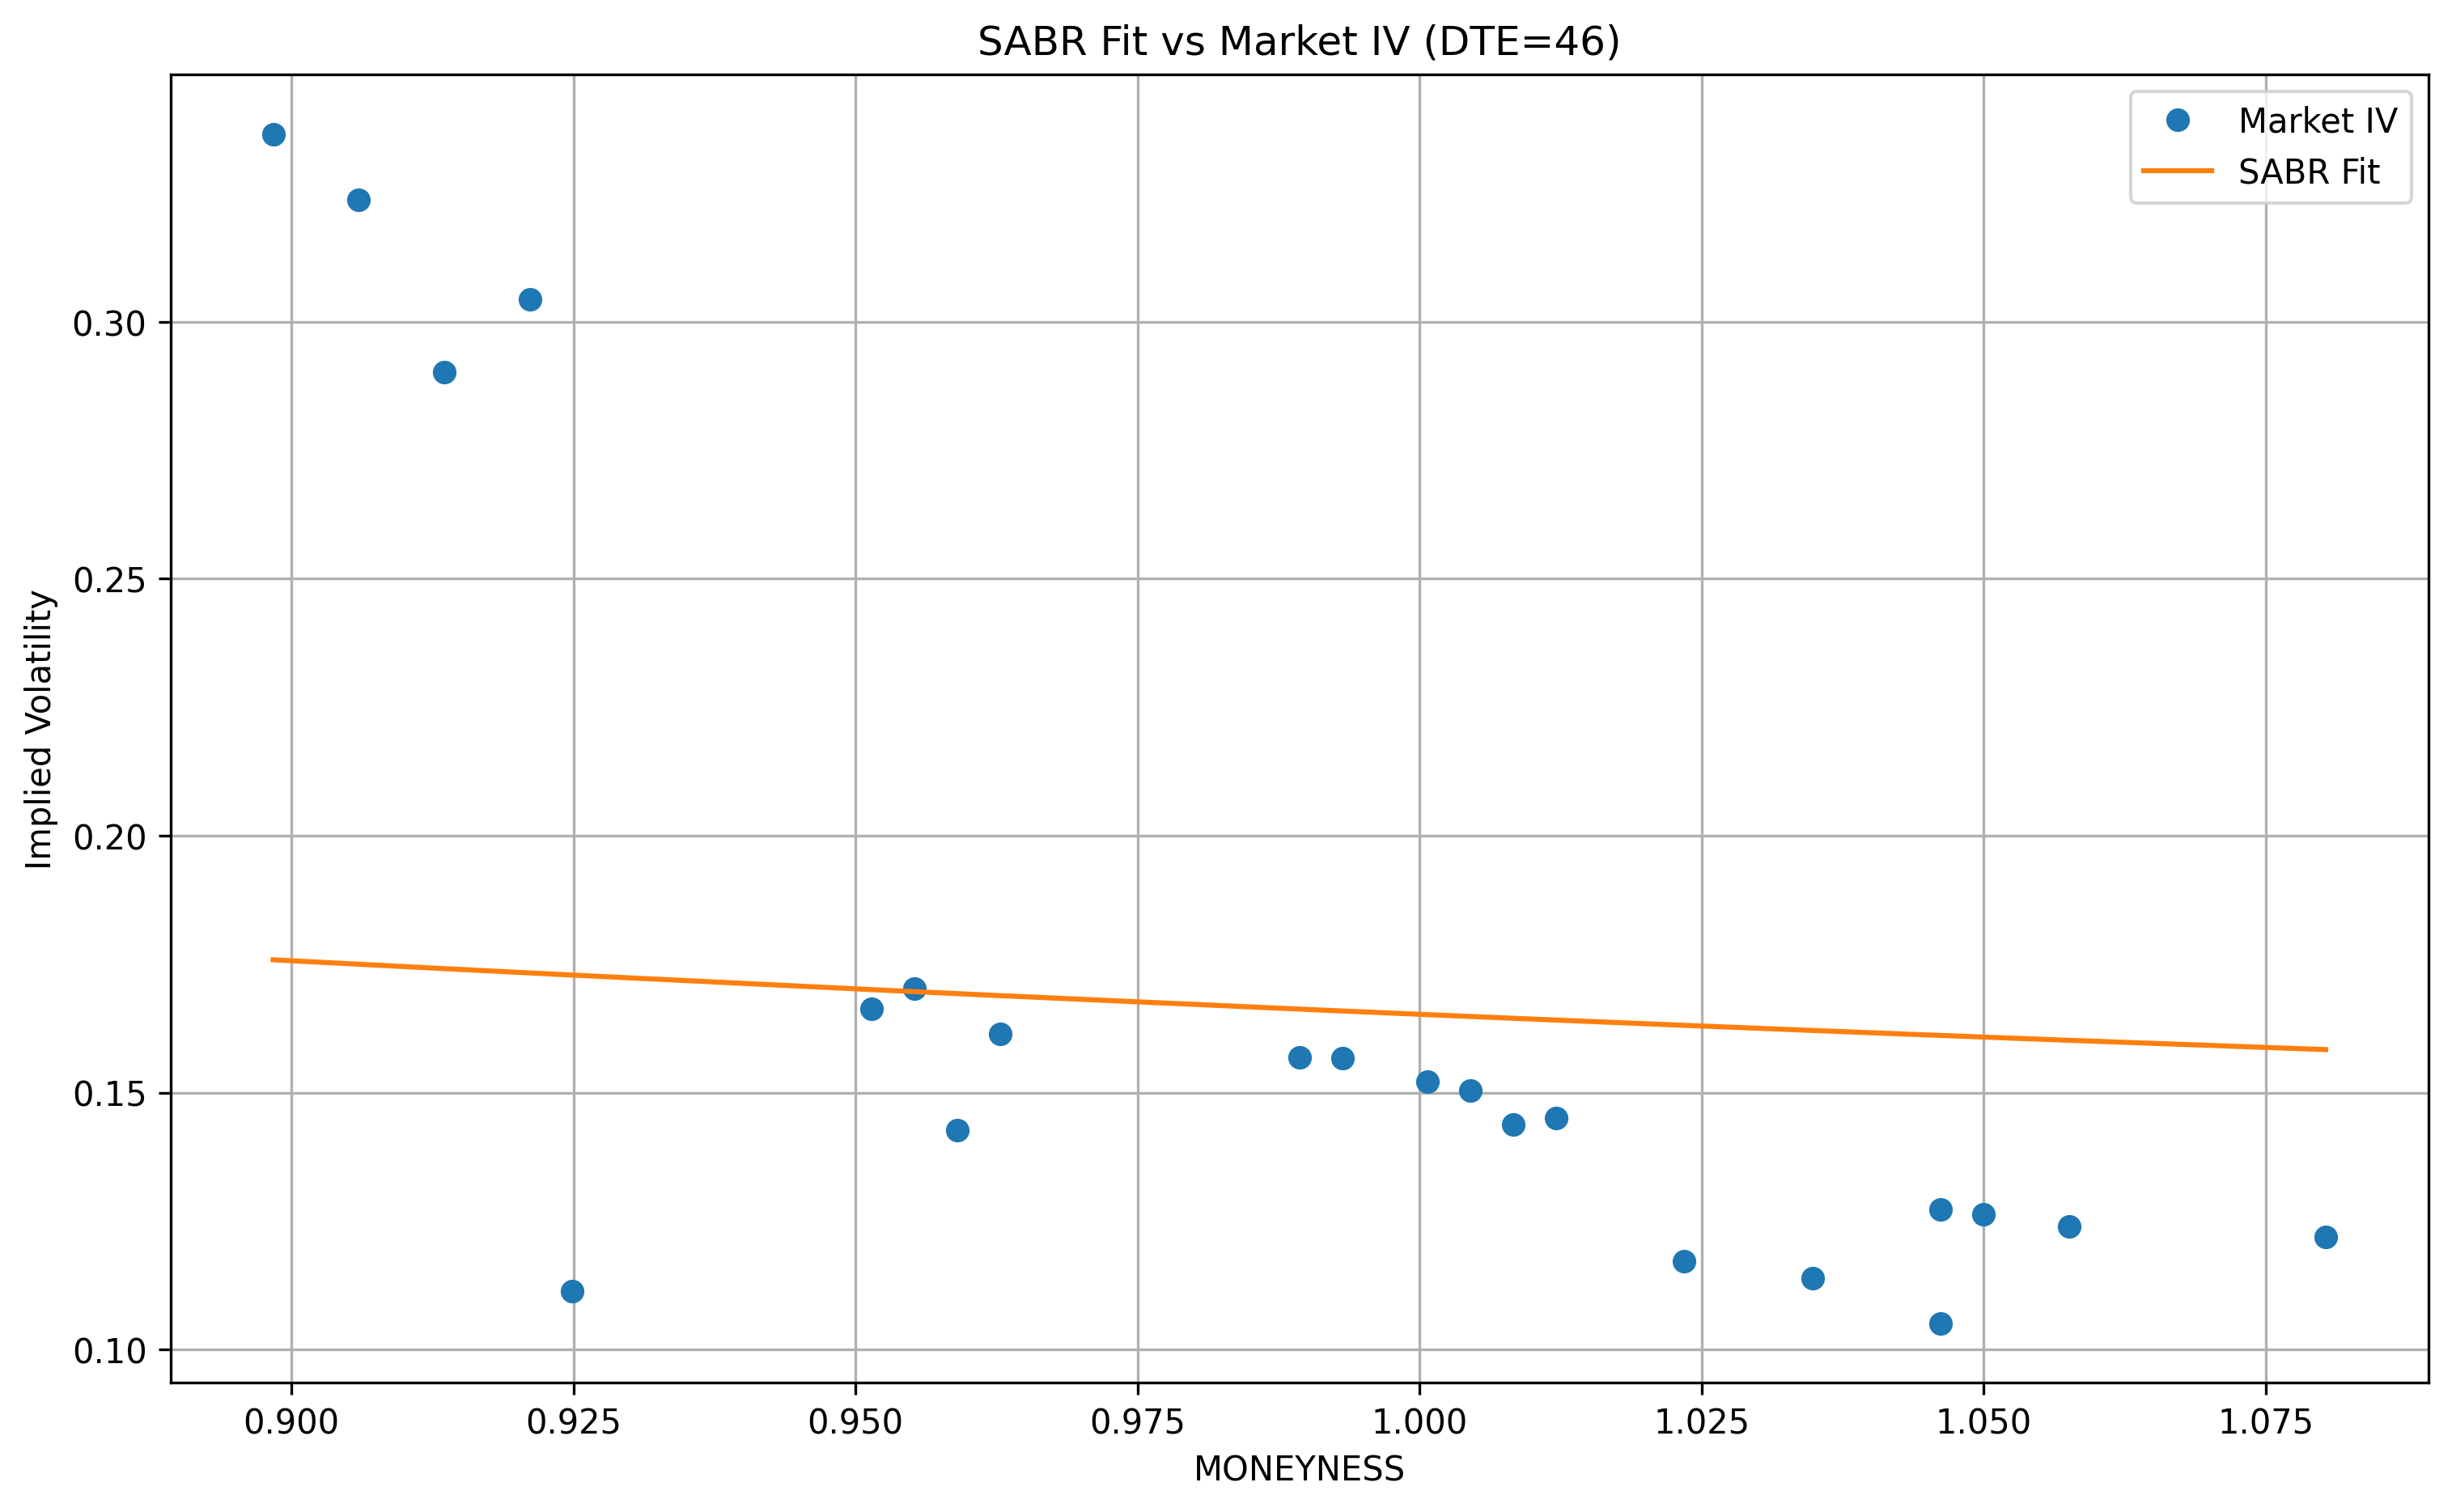 SABR Fit vs Market IV (DTE=46)
Market IV
SABR Fit
Implied Volatility
0.30
0.25
0.20
0.15
0.10
0.900 0.925 0.950 0.975 1.000 1.025 1.050 1.075
MONEYNESS